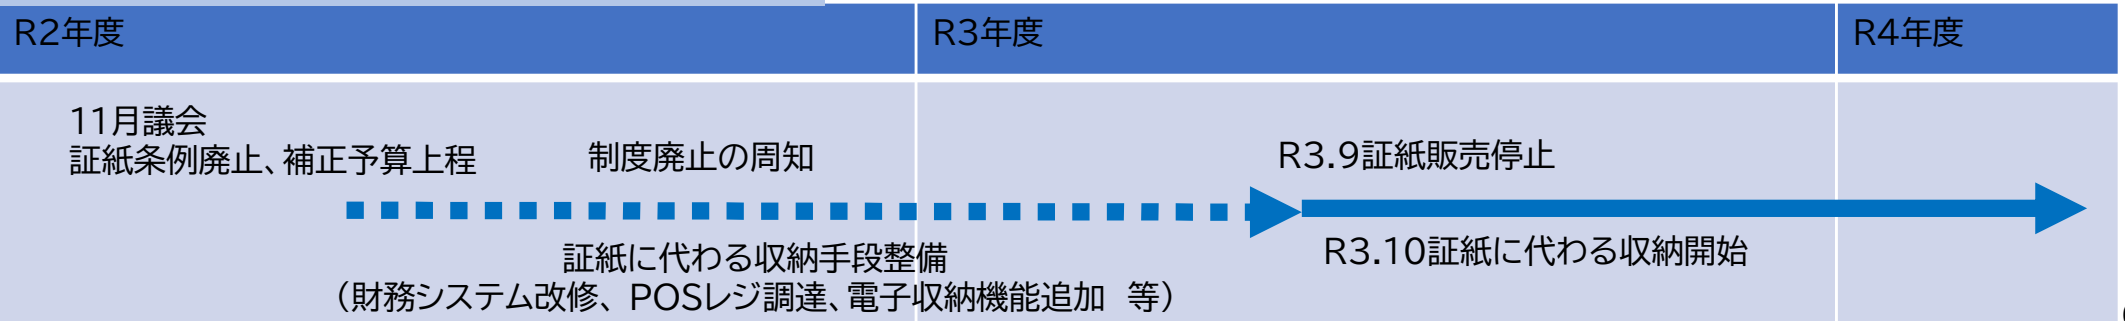 R2年度
R3年度
R4年度
11月議会
証紙条例廃止、補正予算上程
制度廃止の周知
R3.9証紙販売停止
証紙に代わる収納手段整備
（財務システム改修、POSレジ調達、電子収納機能追加　等）
R3.10証紙に代わる収納開始